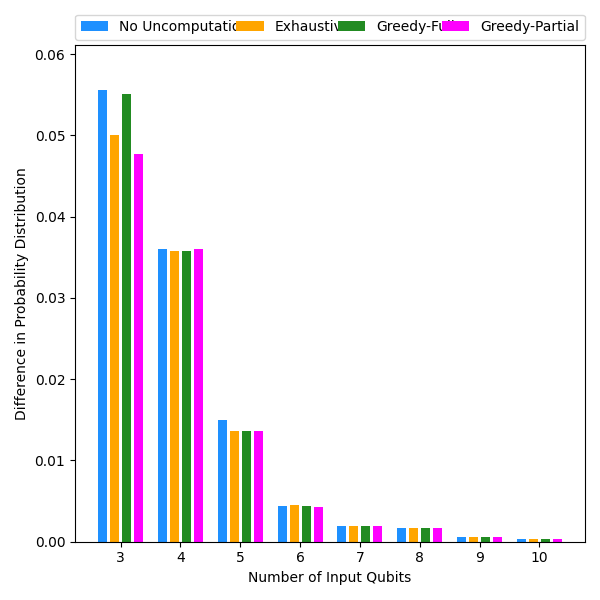 No Uncomputatio Exhaustiv Greedy-Full Greedy-Partial
0.06
0.05
0.04
0.03
0.02
0.01
0.00
Difference in Probability Distribution
3 4 5 6 7 8 9 10
Number of Input Qubits